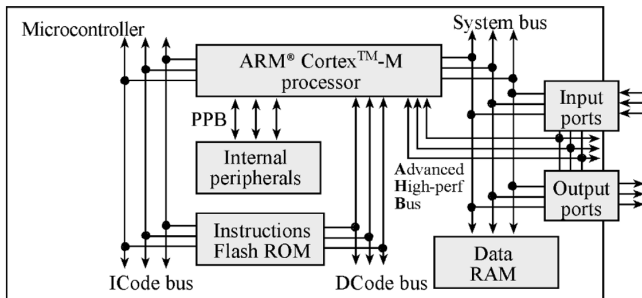 Microcontroller
System bus
ARM® Cortex™-M
processor
Input
ports
PPB
Internal
peripherals
Advanced
High-perf
Bus
Output
ports
Instructions
Flash ROM
Data
RAM
ICode bus
DCode bus